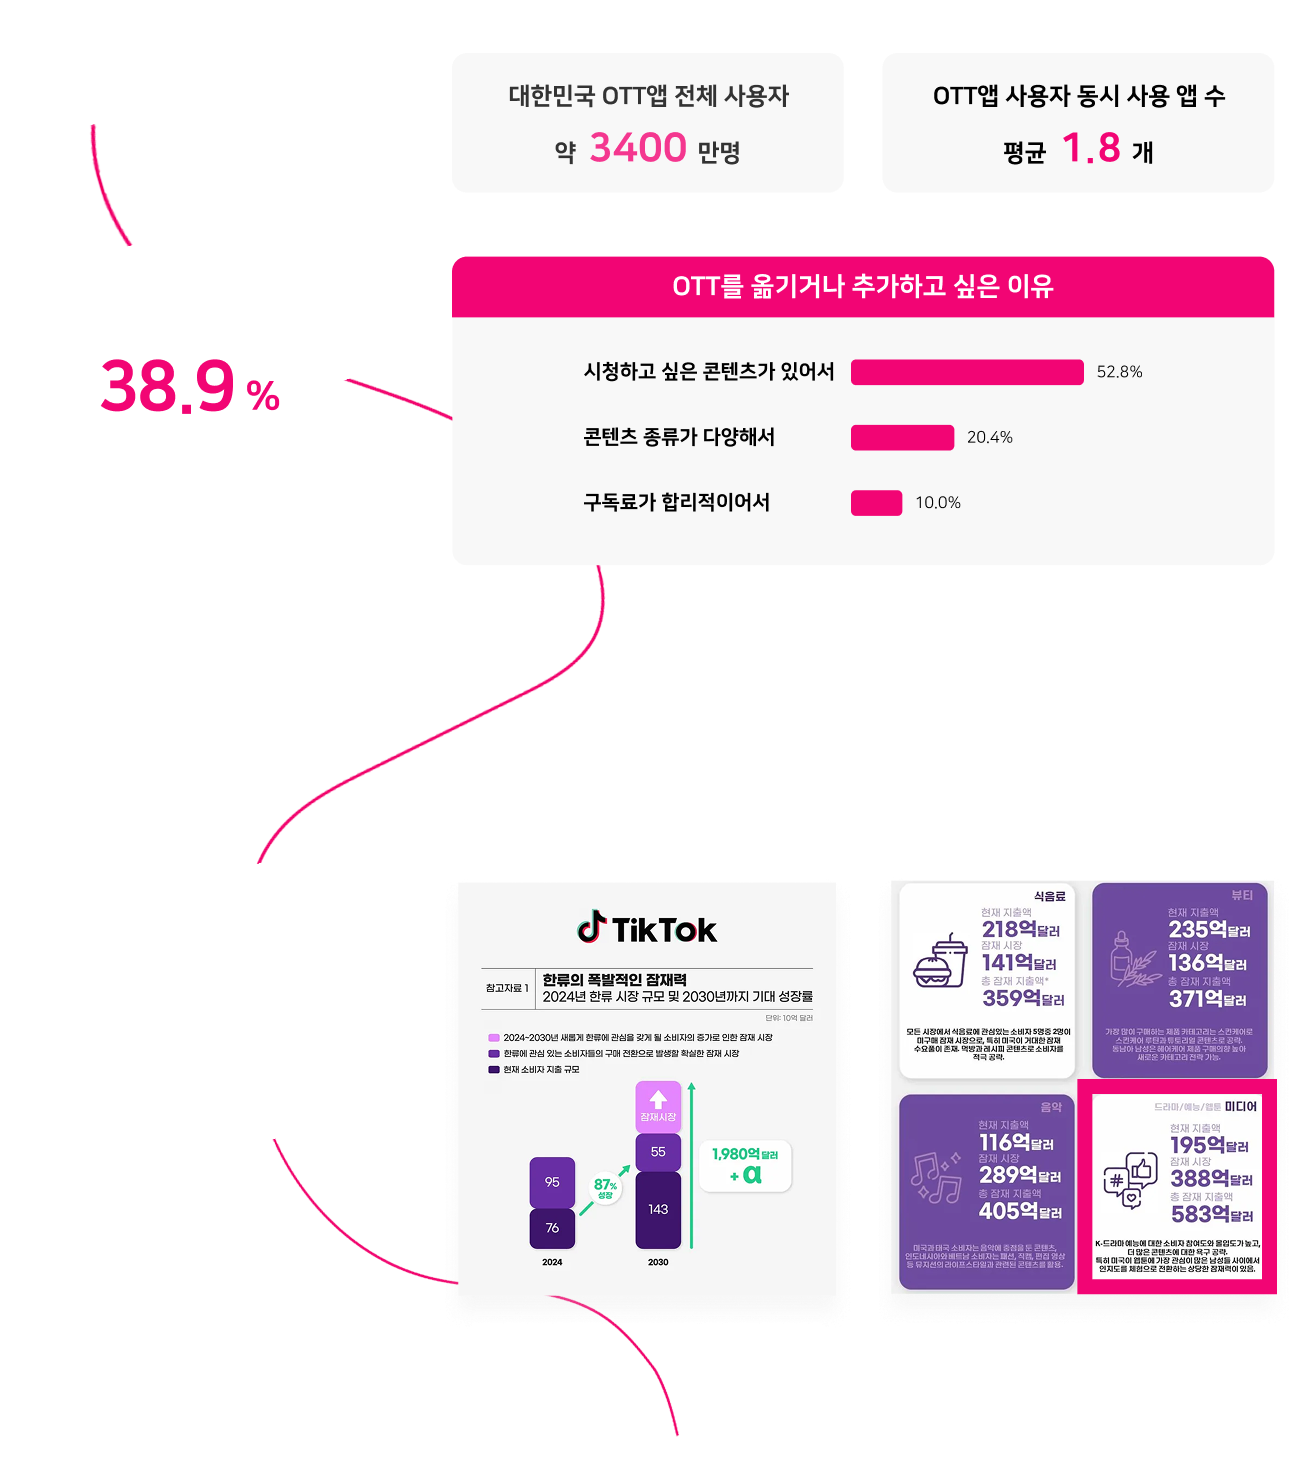 대한민국 OTT앱 전체 사용자
약 3400 만명
OTT앱 사용자 동시 사용 앱 수
평균 1.8 개
38.9 %
OTT를 옮기거나 추가하고 싶은 이유
시청하고 싶은 콘텐츠가 있어서 52.8%
콘텐츠 종류가 다양해서 20.4%
구독료가 합리적이어서 10.0%
TikTok
참고자료 1
한류의 폭발적인 잠재력
2024년 한류 시장 규모 및 2030년까지 기대 성장률
단위: 10억 달러
2024~2030년 새롭게 한류에 관심을 갖게 될 소비자의 증가로 인한 잠재 시장
한류에 관심 있는 소비자들의 구매 전환으로 발생할 확실한 잠재 시장
현재 소비자 지출 규모
잠재시장
95
76
87%
성장
55
143
1,980억 달러
+ α
2024
2030
식음료
현재 지출액
218억달러
잠재 시장
141억달러
총 잠재 지출액*
359억달러
모든 시장에서 식음료에 관심있는 소비자 5명중 2명이
미구매 잠재 시장으로, 특히 미국이 거대한 잠재
수요풀이 존재. 먹방과 레시피 콘텐츠로 소비자를
적극 공략.
뷰티
현재 지출액
235억달러
잠재 시장
136억달러
총 잠재 지출액
371억달러
가장 많이 구매하는 제품 카테고리는 스킨케어로
스킨케어 루틴과 튜토리얼 콘텐츠로 공략.
동남아 남성은 헤어케어 제품 구매의향 높아
새로운 카테고리 전략 가능.
음악
현재 지출액
116억달러
잠재 시장
289억달러
총 잠재 지출액
405억달러
미국과 태국 소비자는 음악에 중점을 둔 콘텐츠,
인도네시아와 베트남 소비자는 패션, 직캠, 편집 영상
등 뮤지션의 라이프스타일과 관련된 콘텐츠를 활용.
드라마/예능/웹툰 미디어
현재 지출액
195억달러
잠재 시장
388억달러
총 잠재 지출액
583억달러
K-드라마 예능에 대한 소비자 참여도와 몰입도가 높고,
더 많은 콘텐츠에 대한 욕구 공략.
특히 미국이 웹툰에 가장 관심이 많은 남성들 사이에서
인지도를 체험으로 전환하는 상당한 잠재력이 있음.